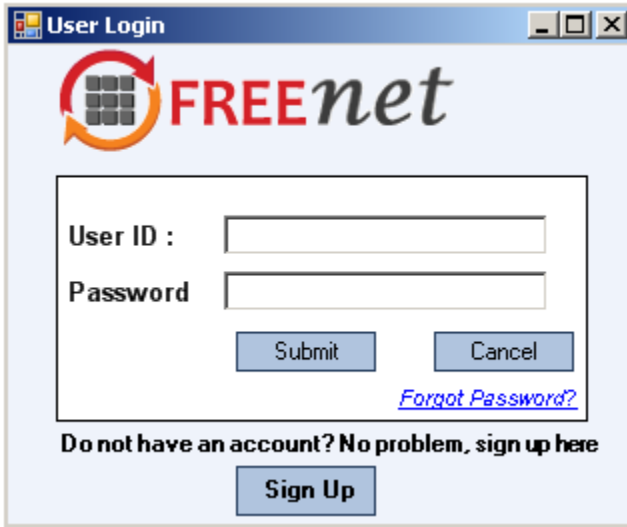 User Login
FREEnet
User ID :
Password
Submit Cancel
Forgot Password?
Do not have an account? No problem, sign up here
Sign Up